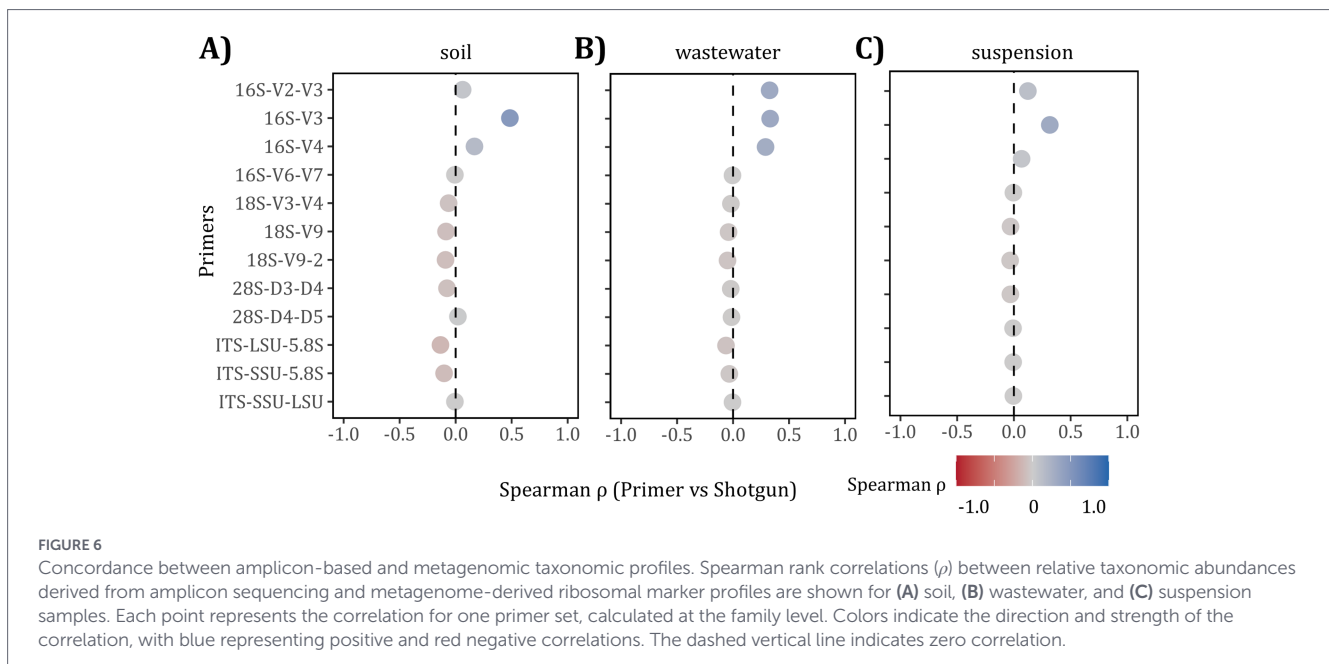 A) soil B) wastewater C) suspension
Primers
16S-V2-V3
16S-V3
16S-V4
16S-V6-V7
18S-V3-V4
18S-V9
18S-V9-2
28S-D3-D4
28S-D4-D5
ITS-LSU-5.8S
ITS-SSU-5.8S
ITS-SSU-LSU
-1.0 -0.5 0.0 0.5 1.0 -1.0 -0.5 0.0 0.5 1.0 -1.0 -0.5 0.0 0.5 1.0
Spearman ρ (Primer vs Shotgun)
Spearman ρ
-1.0 0 1.0
FIGURE 6
Concordance between amplicon-based and metagenomic taxonomic profiles. Spearman rank correlations (ρ) between relative taxonomic abundances
derived from amplicon sequencing and metagenome-derived ribosomal marker profiles are shown for (A) soil, (B) wastewater, and (C) suspension
samples. Each point represents the correlation for one primer set, calculated at the family level. Colors indicate the direction and strength of the
correlation, with blue representing positive and red negative correlations. The dashed vertical line indicates zero correlation.